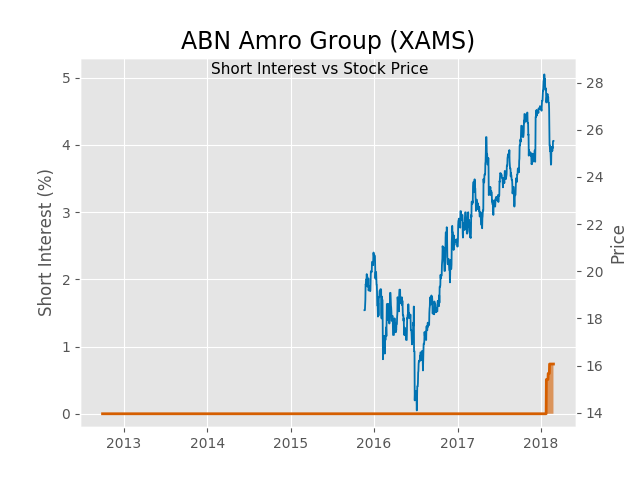 ABN Amro Group (XAMS)
Short Interest vs Stock Price
Short Interest (%)
5
4
3
2
1
0
28
26
24
22
20
18
16
14
Price
2013 2014 2015 2016 2017 2018